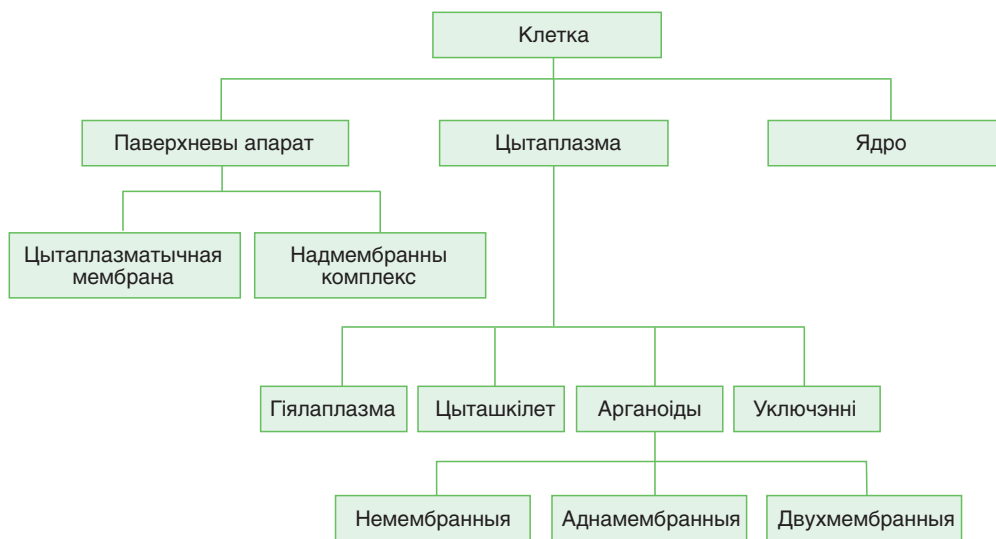 Клетка
Паверхневы апарат
Цытаплазма
Ядро
Цытаплазматычная
мембрана
Надмембранны
комплекс
Гіялаплазма
Цыташкілет
Арганоіды
Уключэнні
Немембранныя
Аднамембранныя
Двухмембранныя